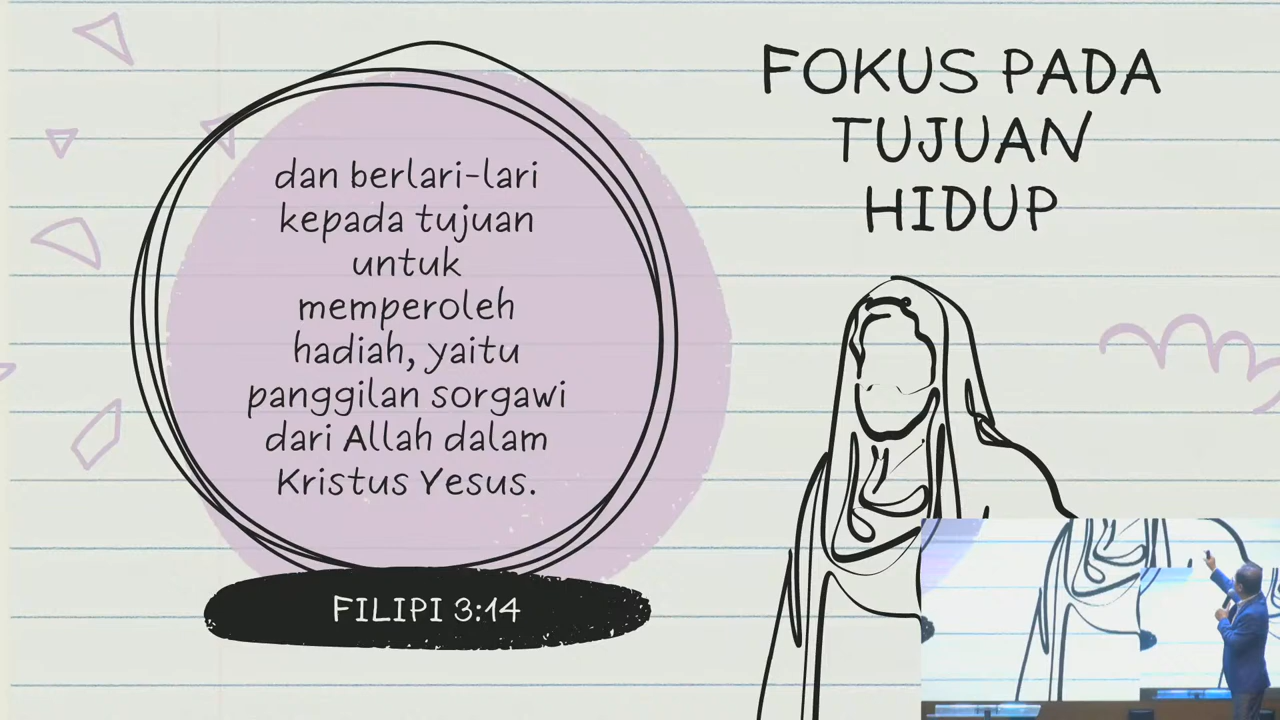 FOKUS PADA
TUJUAN
HIDUP
dan berlari-lari
kepada tujuan
untuk
memperoleh
hadiah, yaitu
panggilan sorgawi
dari Allah dalam
Kristus Yesus.
FILIPI 3:14